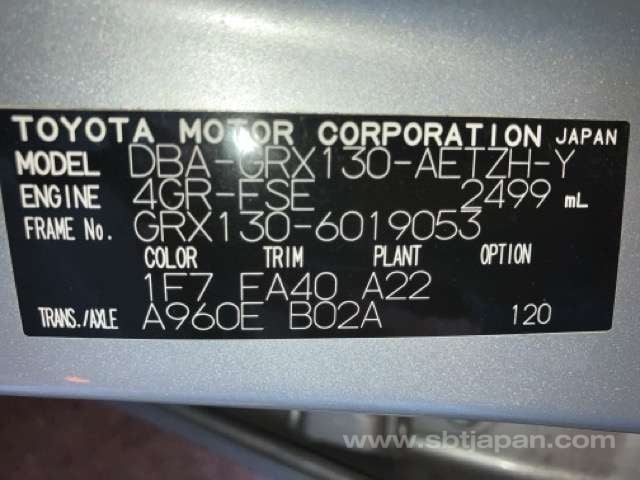 TOYOTA MOTOR CORPORATION JAPAN
MODEL DBA-GRX130-AETZH-Y
ENGINE 4GR-FSE 2499 mL
FRAME No. GRX130-6019053
COLOR TRIM PLANT OPTION
1F7 FA40 A22
TRANS./AXLE A960E B02A 120
www.sbtjapan.com